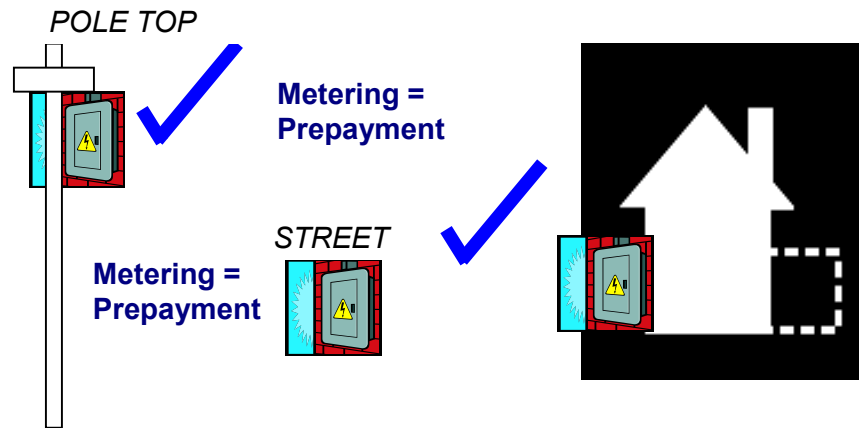 POLE TOP
Metering =
Prepayment
STREET
Metering =
Prepayment